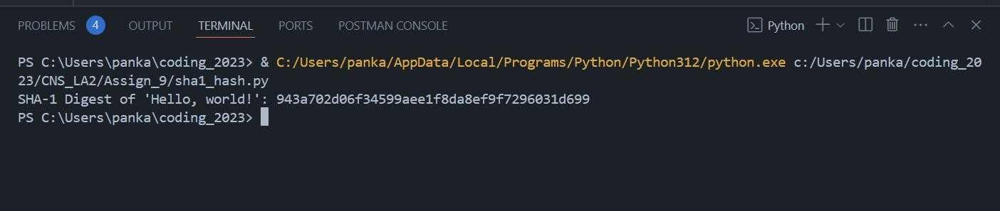 PROBLEMS 4 OUTPUT TERMINAL PORTS POSTMAN CONSOLE Python
PS C:\Users\panka\coding_2023> & C:/Users/panka/AppData/Local/Programs/Python/Python312/python.exe c:/Users/panka/coding_20
23/CNS_LA2/Assign_9/sha1_hash.py
SHA-1 Digest of 'Hello, world!': 943a702d06f34599aee1f8da8ef9f7296031d699
PS C:\Users\panka\coding_2023>